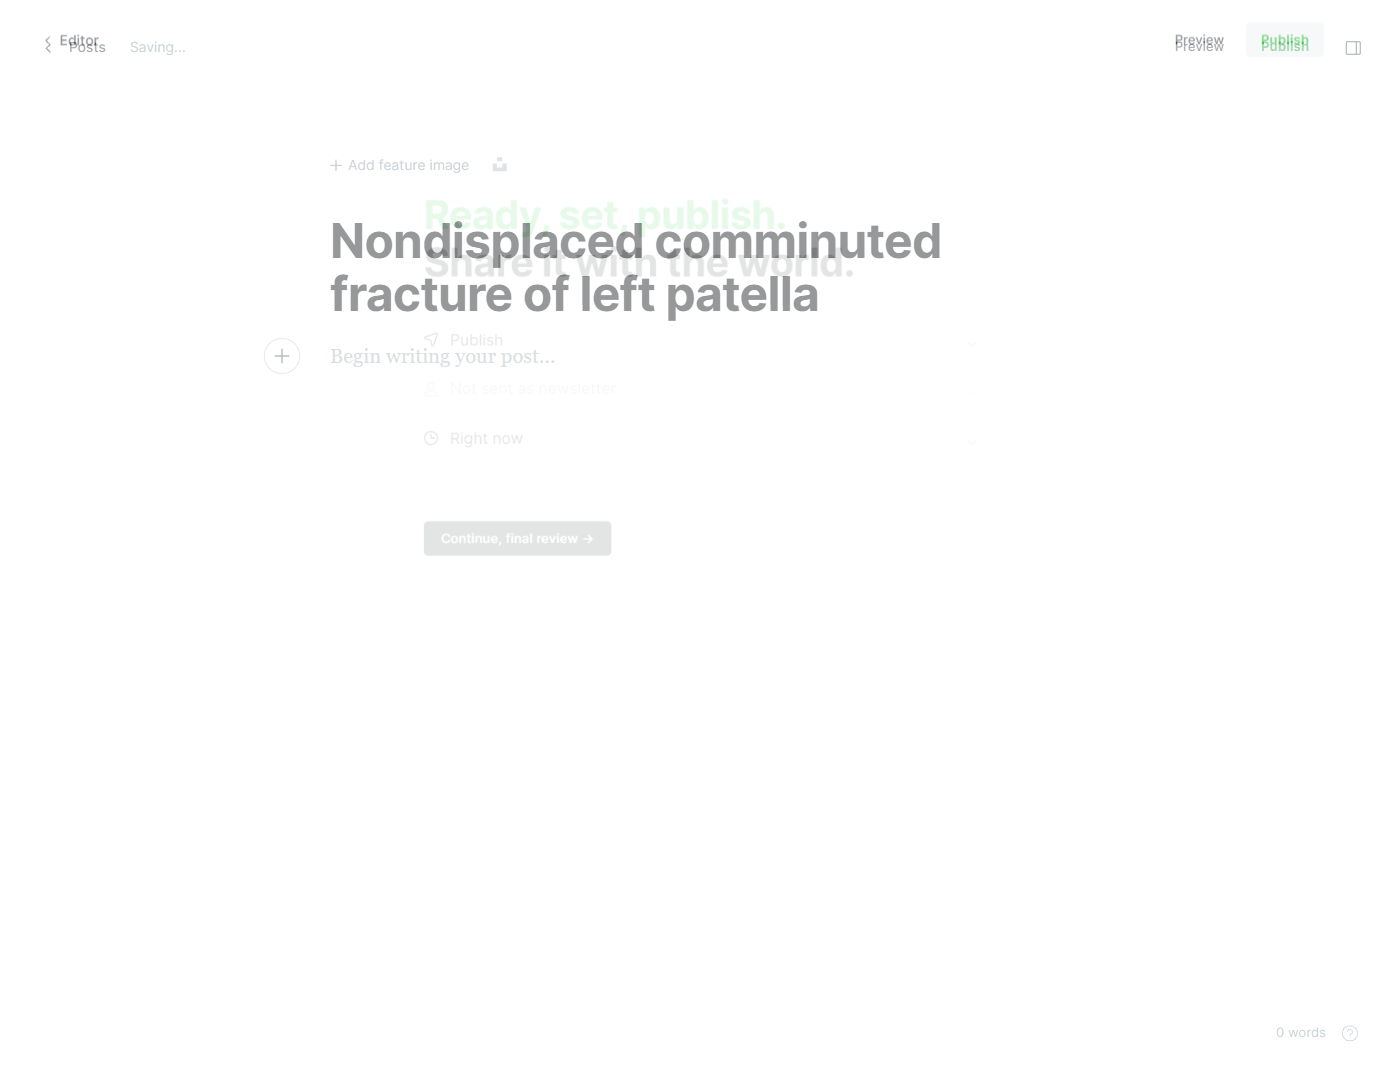 Editor
Posts
Saving...
Preview
Preview
Publish
Publish
Add feature image
Ready, set, publish.
Share it with the world.
Nondisplaced comminuted
fracture of left patella
Publish
Begin writing your post...
Not sent as newsletter
Right now
Continue, final review →
0 words